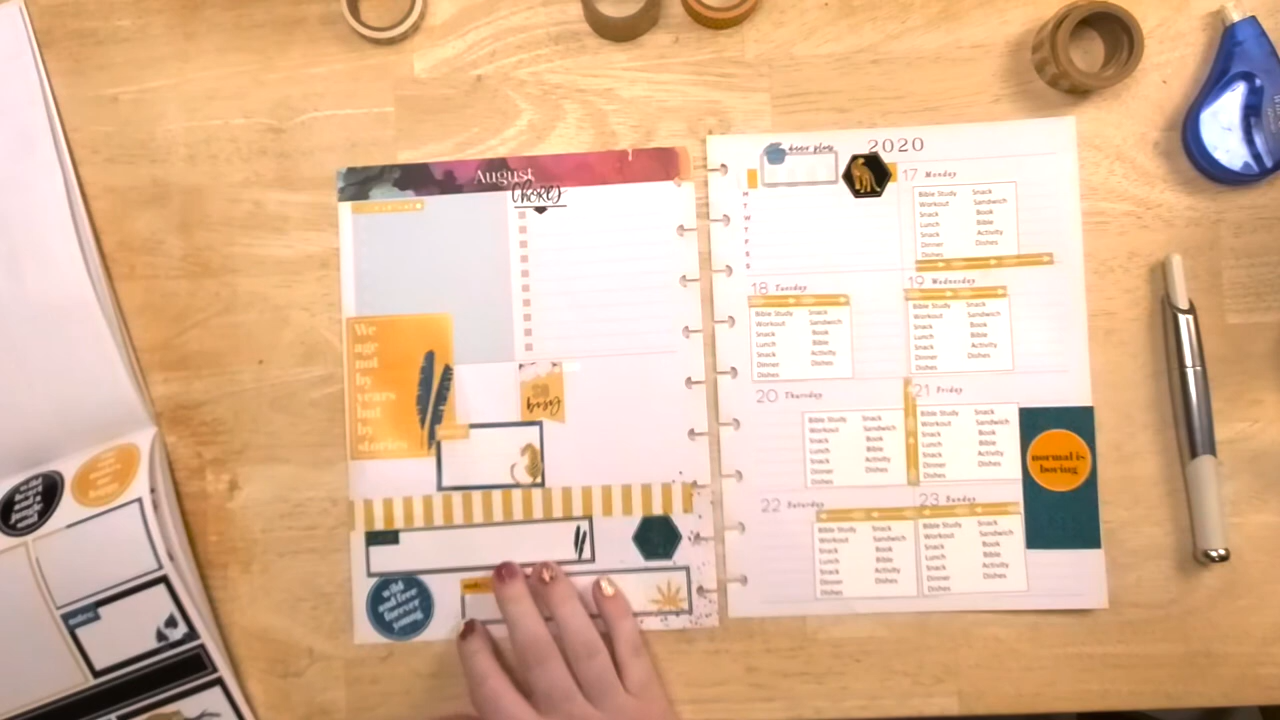 August
Chores
We
age
not
by
years
but
by
stories
so
busy
wild
and free
forever
young
wild
heart
and a
jungle
soul
notes:
2020
M
T
W
T
F
S
S
17 Monday
Bible Study Snack
Workout Sandwich
Snack Book
Lunch Bible
Snack Activity
Dinner Dishes
Dishes
18 Tuesday
Bible Study Snack
Workout Sandwich
Snack Book
Lunch Bible
Snack Activity
Dinner Dishes
Dishes
19 Wednesday
Bible Study Snack
Workout Sandwich
Snack Book
Lunch Bible
Snack Activity
Dinner Dishes
Dishes
20 Thursday
Bible Study Snack
Workout Sandwich
Snack Book
Lunch Bible
Snack Activity
Dinner Dishes
Dishes
21 Friday
Bible Study Snack
Workout Sandwich
Snack Book
Lunch Bible
Snack Activity
Dinner Dishes
Dishes
normal is
boring
22 Saturday
Bible Study Snack
Workout Sandwich
Snack Book
Lunch Bible
Snack Activity
Dinner Dishes
Dishes
23 Sunday
Bible Study Snack
Workout Sandwich
Snack Book
Lunch Bible
Snack Activity
Dinner Dishes
Dishes